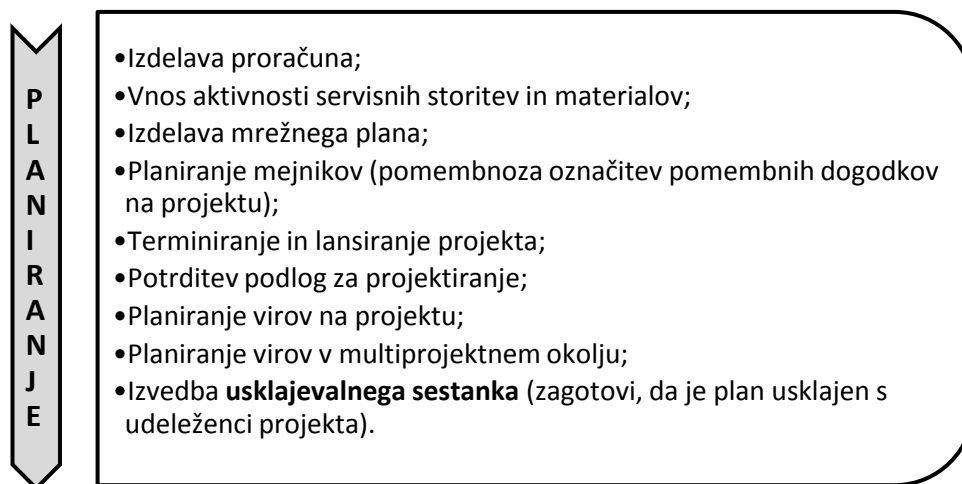 P
L
A
N
I
R
A
N
J
E
•Izdelava proračuna;
•Vnos aktivnosti servisnih storitev in materialov;
•Izdelava mrežnega plana;
•Planiranje mejnikov (pomembnoza označitev pomembnih dogodkov
na projektu);
•Terminiranje in lansiranje projekta;
•Potrditev podlog za projektiranje;
•Planiranje virov na projektu;
•Planiranje virov v multiprojektnem okolju;
•Izvedba usklajevalnega sestanka (zagotovi, da je plan usklajen s
udeleženci projekta).